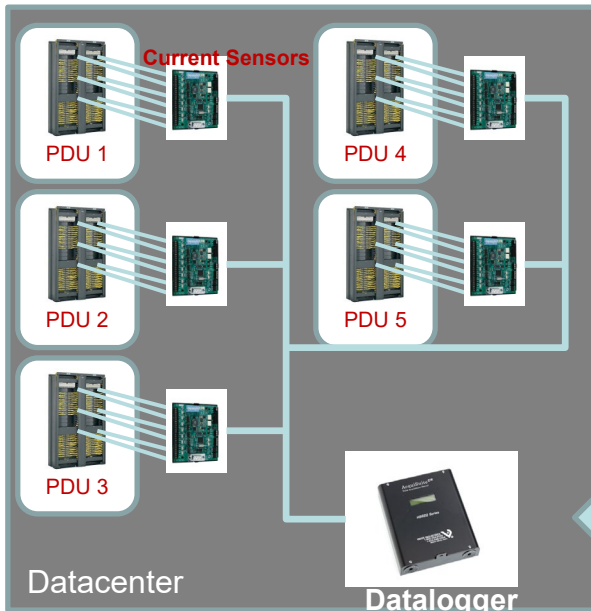 Current Sensors
PDU 1
PDU 4
PDU 2
PDU 5
PDU 3
Datacenter
Datalogger